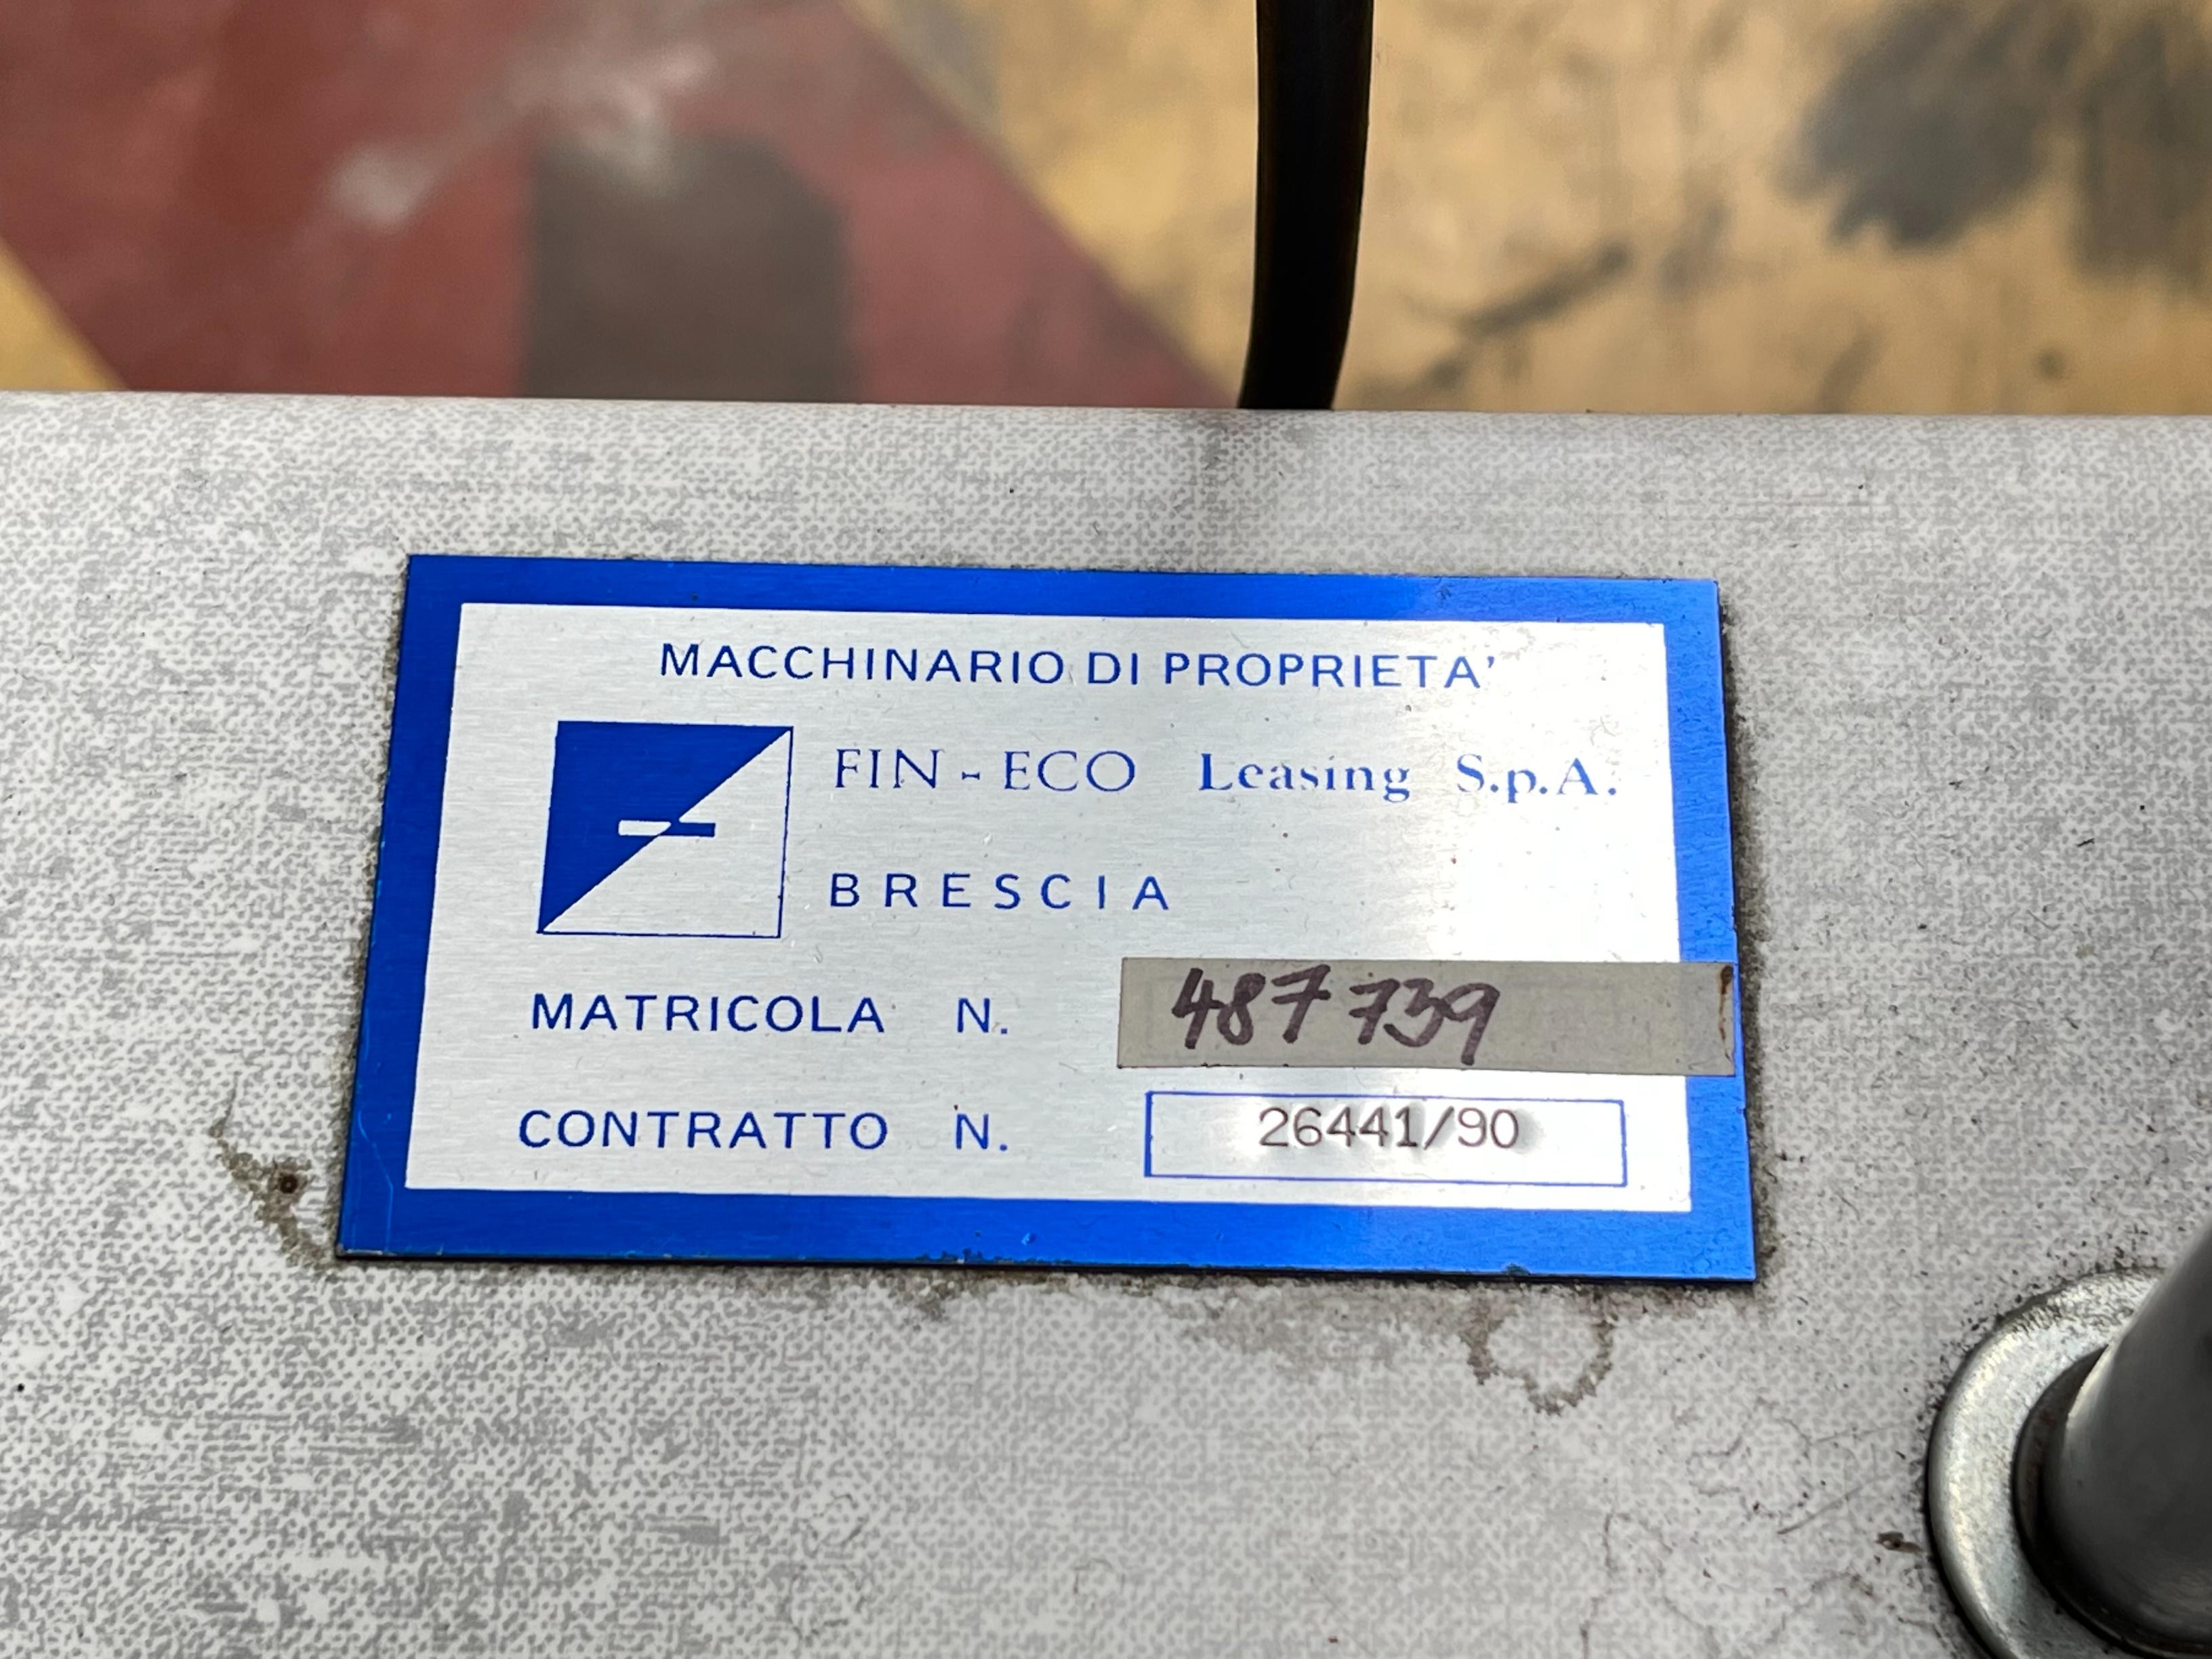 MACCHINARIO DI PROPRIETA'
FIN - ECO Leasing S.p.A.
BRESCIA
MATRICOLA N. 487739
CONTRATTO N. 26441/90